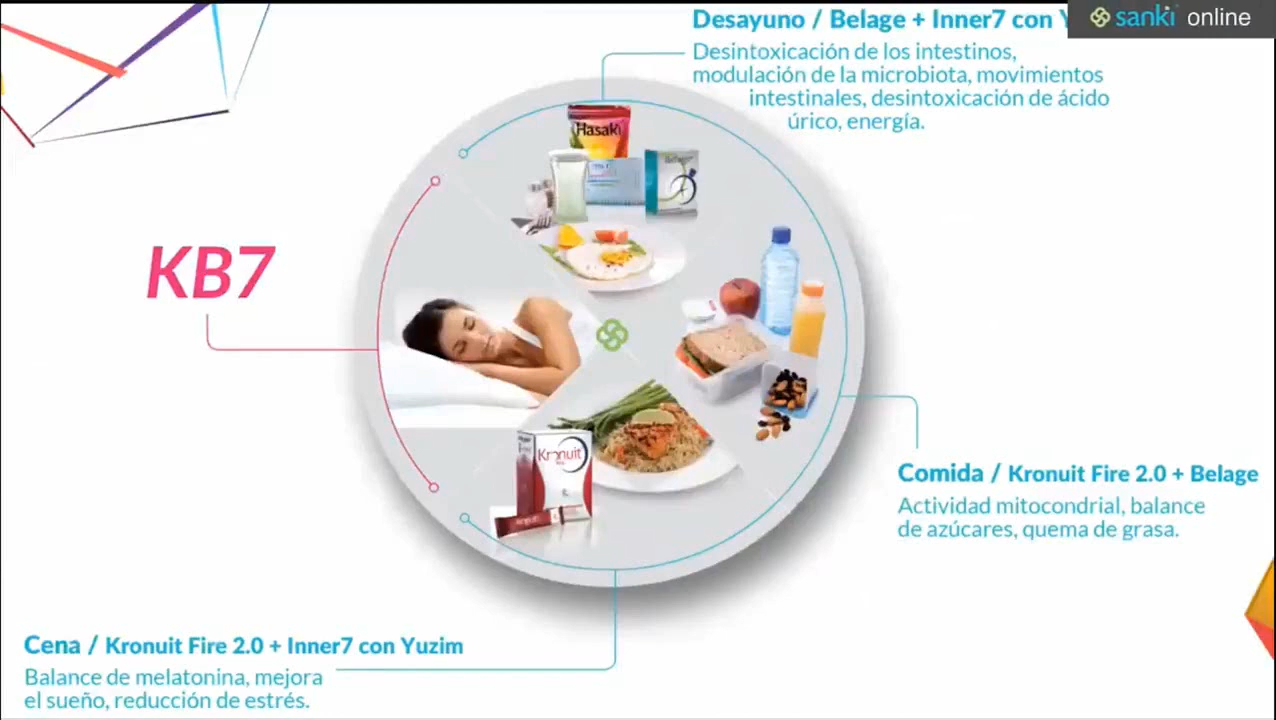 Desayuno / Belage + Inner7 con Y
sanki online
Desintoxicación de los intestinos,
modulación de la microbiota, movimientos
intestinales, desintoxicación de ácido
úrico, energía.
Hasaki
KB7
Kronuit
Comida / Kronuit Fire 2.0 + Belage
Actividad mitocondrial, balance
de azúcares, quema de grasa.
Cena / Kronuit Fire 2.0 + Inner7 con Yuzim
Balance de melatonina, mejora
el sueño, reducción de estrés.